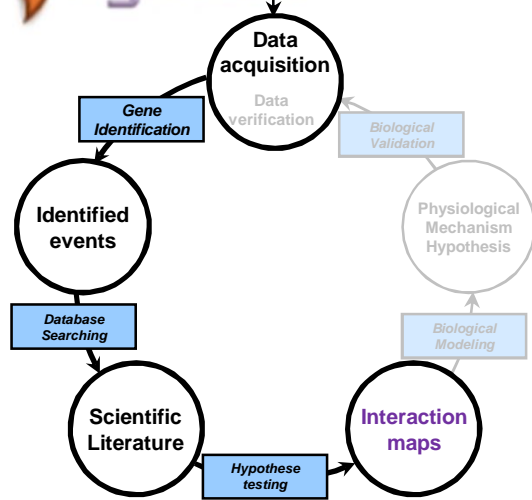 Data
acquisition
Data
verification
Gene
Identification
Biological
Validation
Identified
events
Physiological
Mechanism
Hypothesis
Database
Searching
Biological
Modeling
Scientific
Literature
Interaction
maps
Hypothese
testing